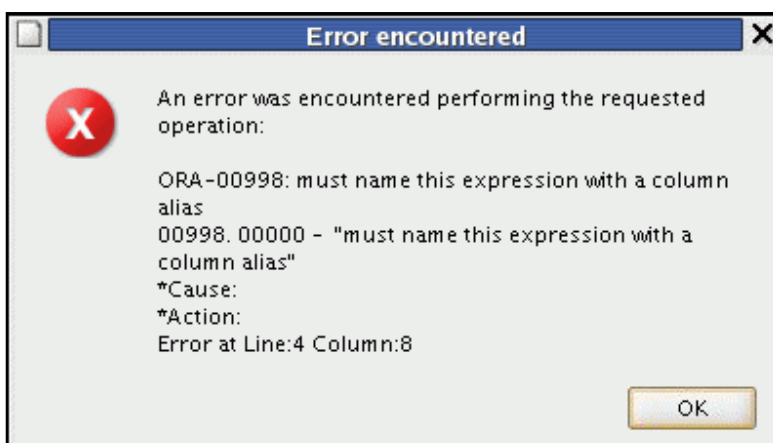 Error encountered
An error was encountered performing the requested
operation:
ORA-00998: must name this expression with a column
alias
00998. 00000 - "must name this expression with a
column alias"
*Cause:
*Action:
Error at Line:4 Column:8
OK